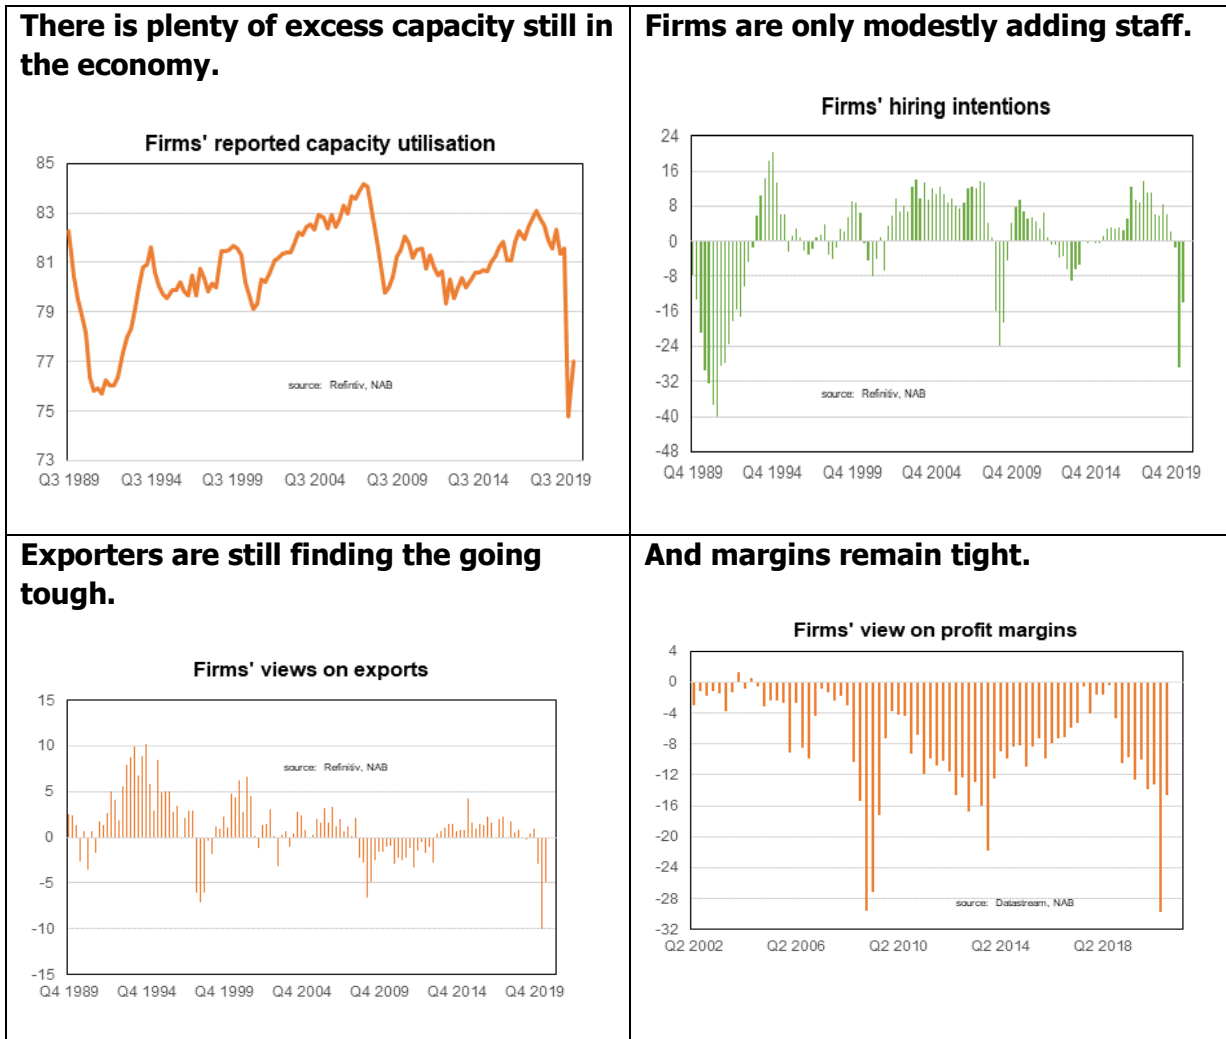 There is plenty of excess capacity still in
the economy.
Firms' reported capacity utilisation
85
83
81
79
77
75
73
source: Refintiv, NAB
Q3 1989 Q3 1994 Q3 1999 Q3 2004 Q3 2009 Q3 2014 Q3 2019
Firms are only modestly adding staff.
Firms' hiring intentions
24
16
8
0
-8
-16
-24
-32
-40
-48
source: Refinitiv, NAB
Q4 1989 Q4 1994 Q4 1999 Q4 2004 Q4 2009 Q4 2014 Q4 2019
Exporters are still finding the going
tough.
Firms' views on exports
15
10
5
0
-5
-10
-15
source: Refinitiv, NAB
Q4 1989 Q4 1994 Q4 1999 Q4 2004 Q4 2009 Q4 2014 Q4 2019
And margins remain tight.
Firms' view on profit margins
4
0
-4
-8
-12
-16
-20
-24
-28
-32
source: Datastream, NAB
Q2 2002 Q2 2006 Q2 2010 Q2 2014 Q2 2018